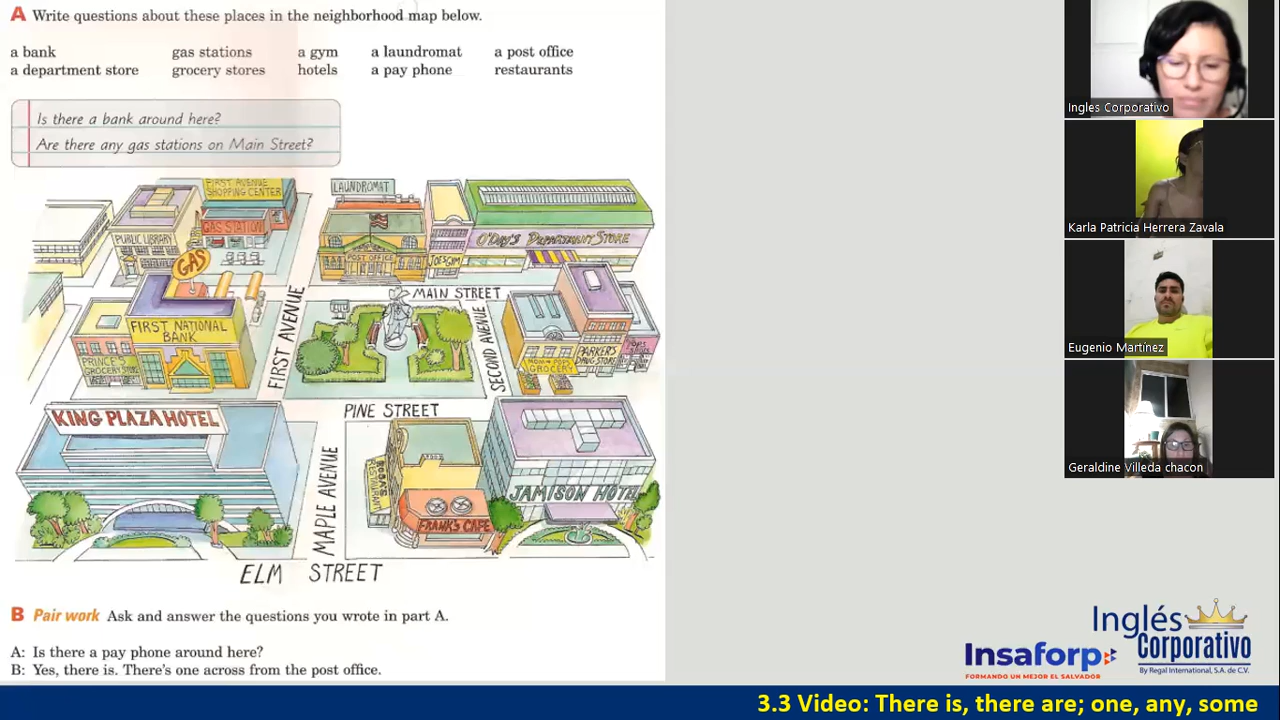 A Write questions about these places in the neighborhood map below.
a bank gas stations a gym a laundromat a post office
a department store grocery stores hotels a pay phone restaurants
Is there a bank around here?
Are there any gas stations on Main Street?
FIRST AVENUE
SHOPPING CENTER
LAUNDROMAT
GAS STATION
PUBLIC LIBRARY
O'DAY'S DEPARTMENT STORE
POST OFFICE
JOE'S GYM
GAS
MAIN STREET
FIRST AVENUE
SECOND AVENUE
FIRST NATIONAL
BANK
PRINCE'S
GROCERY STORE
MOM & POP'S
GROCERY
PARKER'S
DRUG STORE
KING PLAZA HOTEL
PINE STREET
MAPLE AVENUE
JAMISON HOTEL
FRANK'S CAFE
ELM STREET
B Pair work Ask and answer the questions you wrote in part A.
A: Is there a pay phone around here?
B: Yes, there is. There's one across from the post office.
Ingles Corporativo
Karla Patricia Herrera Zavala
Eugenio Martínez
Geraldine Villeda chacon
Insaforp
FORMANDO UN MEJOR EL SALVADOR
Inglés
Corporativo
By Regal International, S.A. de C.V.
3.3 Video: There is, there are; one, any, some